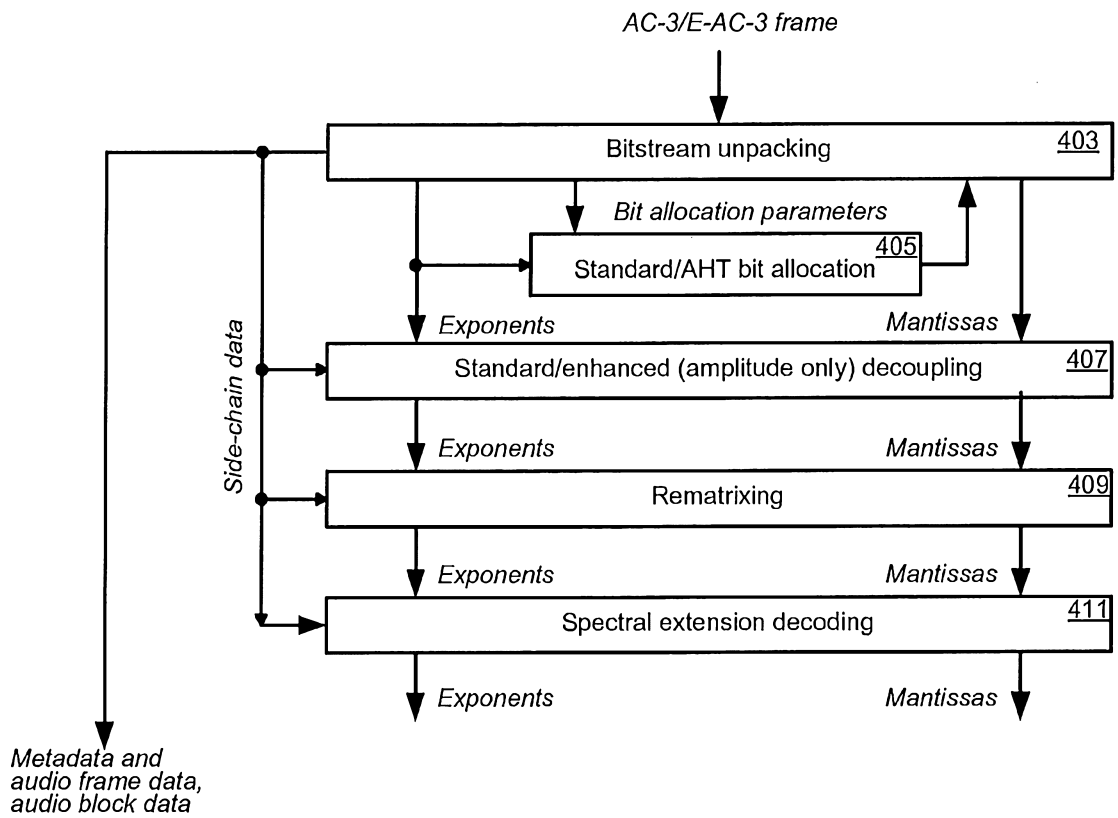 AC-3/E-AC-3 frame
Bitstream unpacking 403
Bit allocation parameters
405
Standard/AHT bit allocation
Exponents Mantissas
Standard/enhanced (amplitude only) decoupling 407
Side-chain data
Exponents Mantissas
Rematrixing 409
Exponents Mantissas
Spectral extension decoding 411
Exponents Mantissas
Metadata and
audio frame data,
audio block data